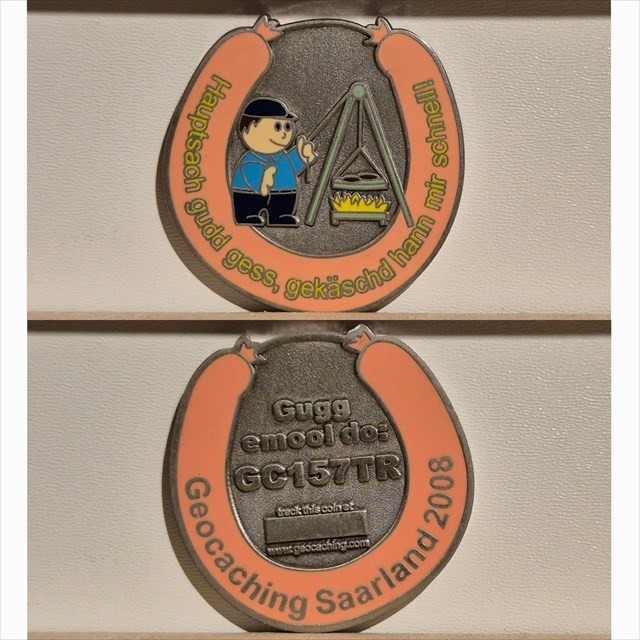 Hauptsach gudd gess, gekäschd hann mir schnell!
Gugg
emool do:
GC157TR
track this coin at
www.geocaching.com
Geocaching Saarland 2008